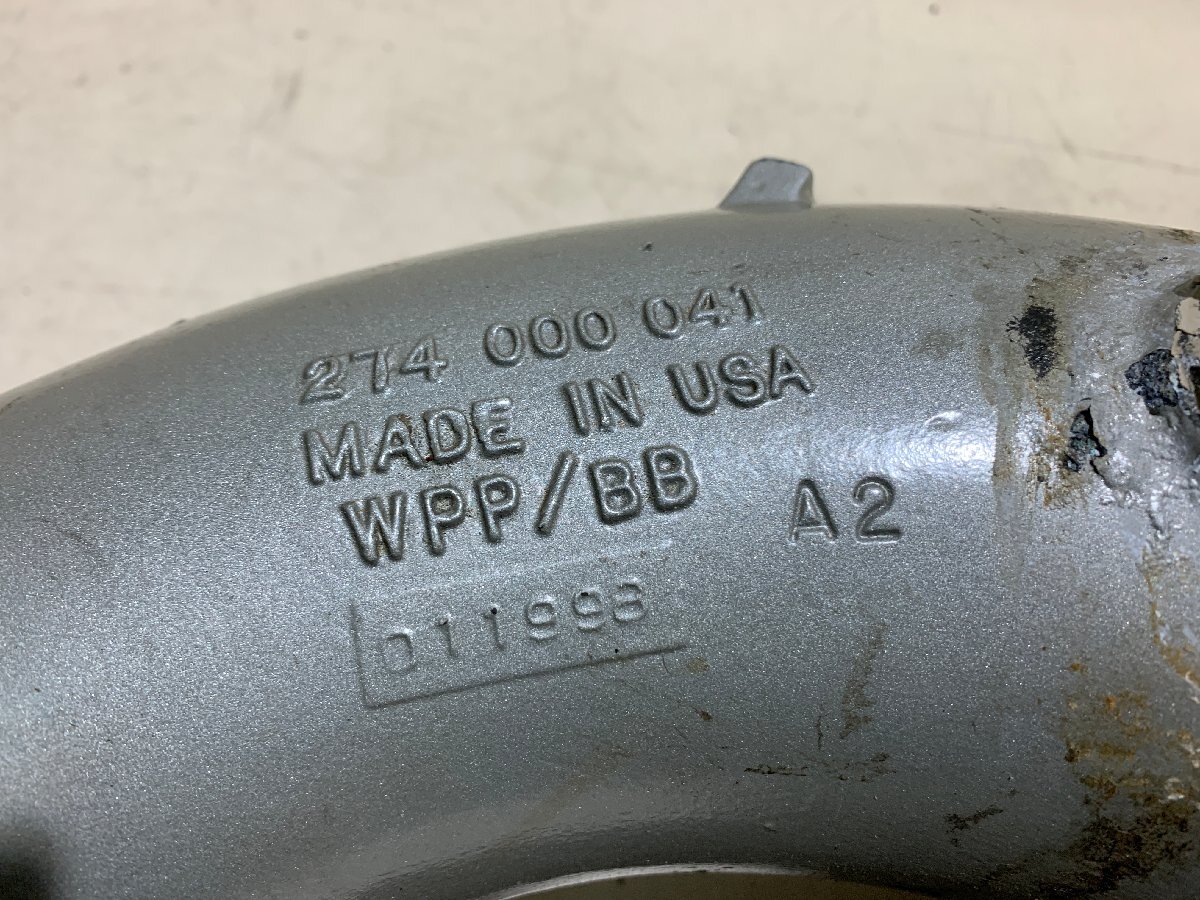 274 000 041
MADE IN USA
WPP/BB A2
011998